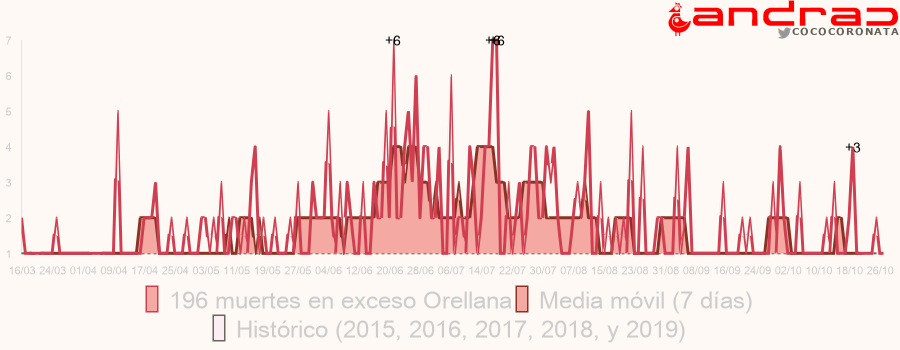 andrac
COCOCORONATA
+6
+6
+6
+3
7
6
5
4
3
2
1
16/03 24/03 01/04 09/04 17/04 25/04 03/05 11/05 19/05 27/05 04/06 12/06 20/06 28/06 06/07 14/07 22/07 30/07 07/08 15/08 23/08 31/08 08/09 16/09 24/09 02/10 10/10 18/10 26/10
196 muertes en exceso Orellana Media móvil (7 días)
Histórico (2015, 2016, 2017, 2018, y 2019)